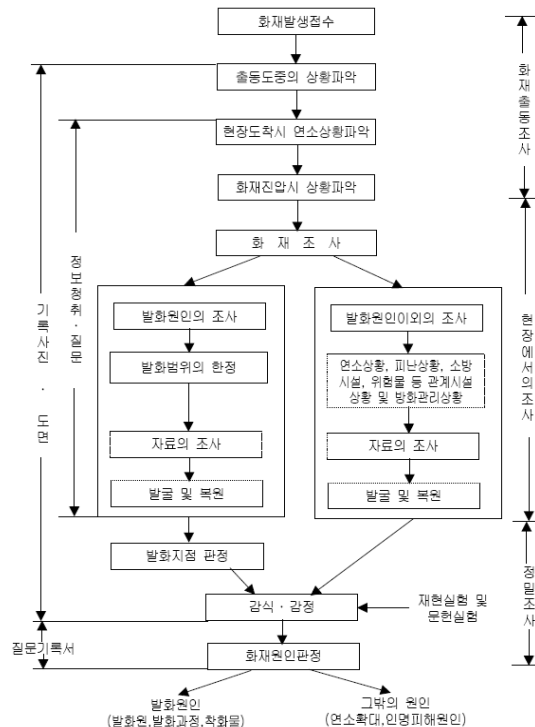 화재발생접수
출동도중의 상황파악
현장도착시 연소상황파악
화재진압시 상황파악
화 재 조 사
발화원인의 조사
발화범위의 한정
자료의 조사
발굴 및 복원
발화원인이외의 조사
연소상황, 피난상황, 소방
시설, 위험물 등 관계시설
상황 및 방화관리상황
자료의 조사
발굴 및 복원
발화지점 판정
감식·감정
재현실험 및
문헌실험
화재원인판정
발화원인
(발화원,발화과정,착화물)
그밖의 원인
(연소확대,인명피해원인)
기록사진·도면
정보청취·질문
질문기록서
화재출동조사
현장에서의조사
정밀조사